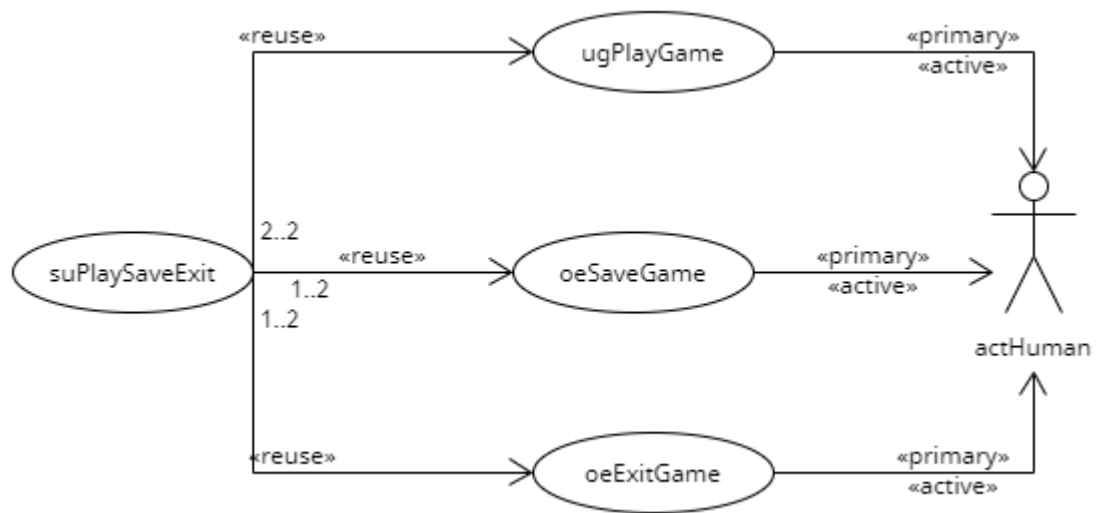 «reuse»
ugPlayGame
«primary»
«active»
2..2
suPlaySaveExit
«reuse»
oeSaveGame
«primary»
«active»
1..2
1..2
actHuman
«reuse»
oeExitGame
«primary»
«active»